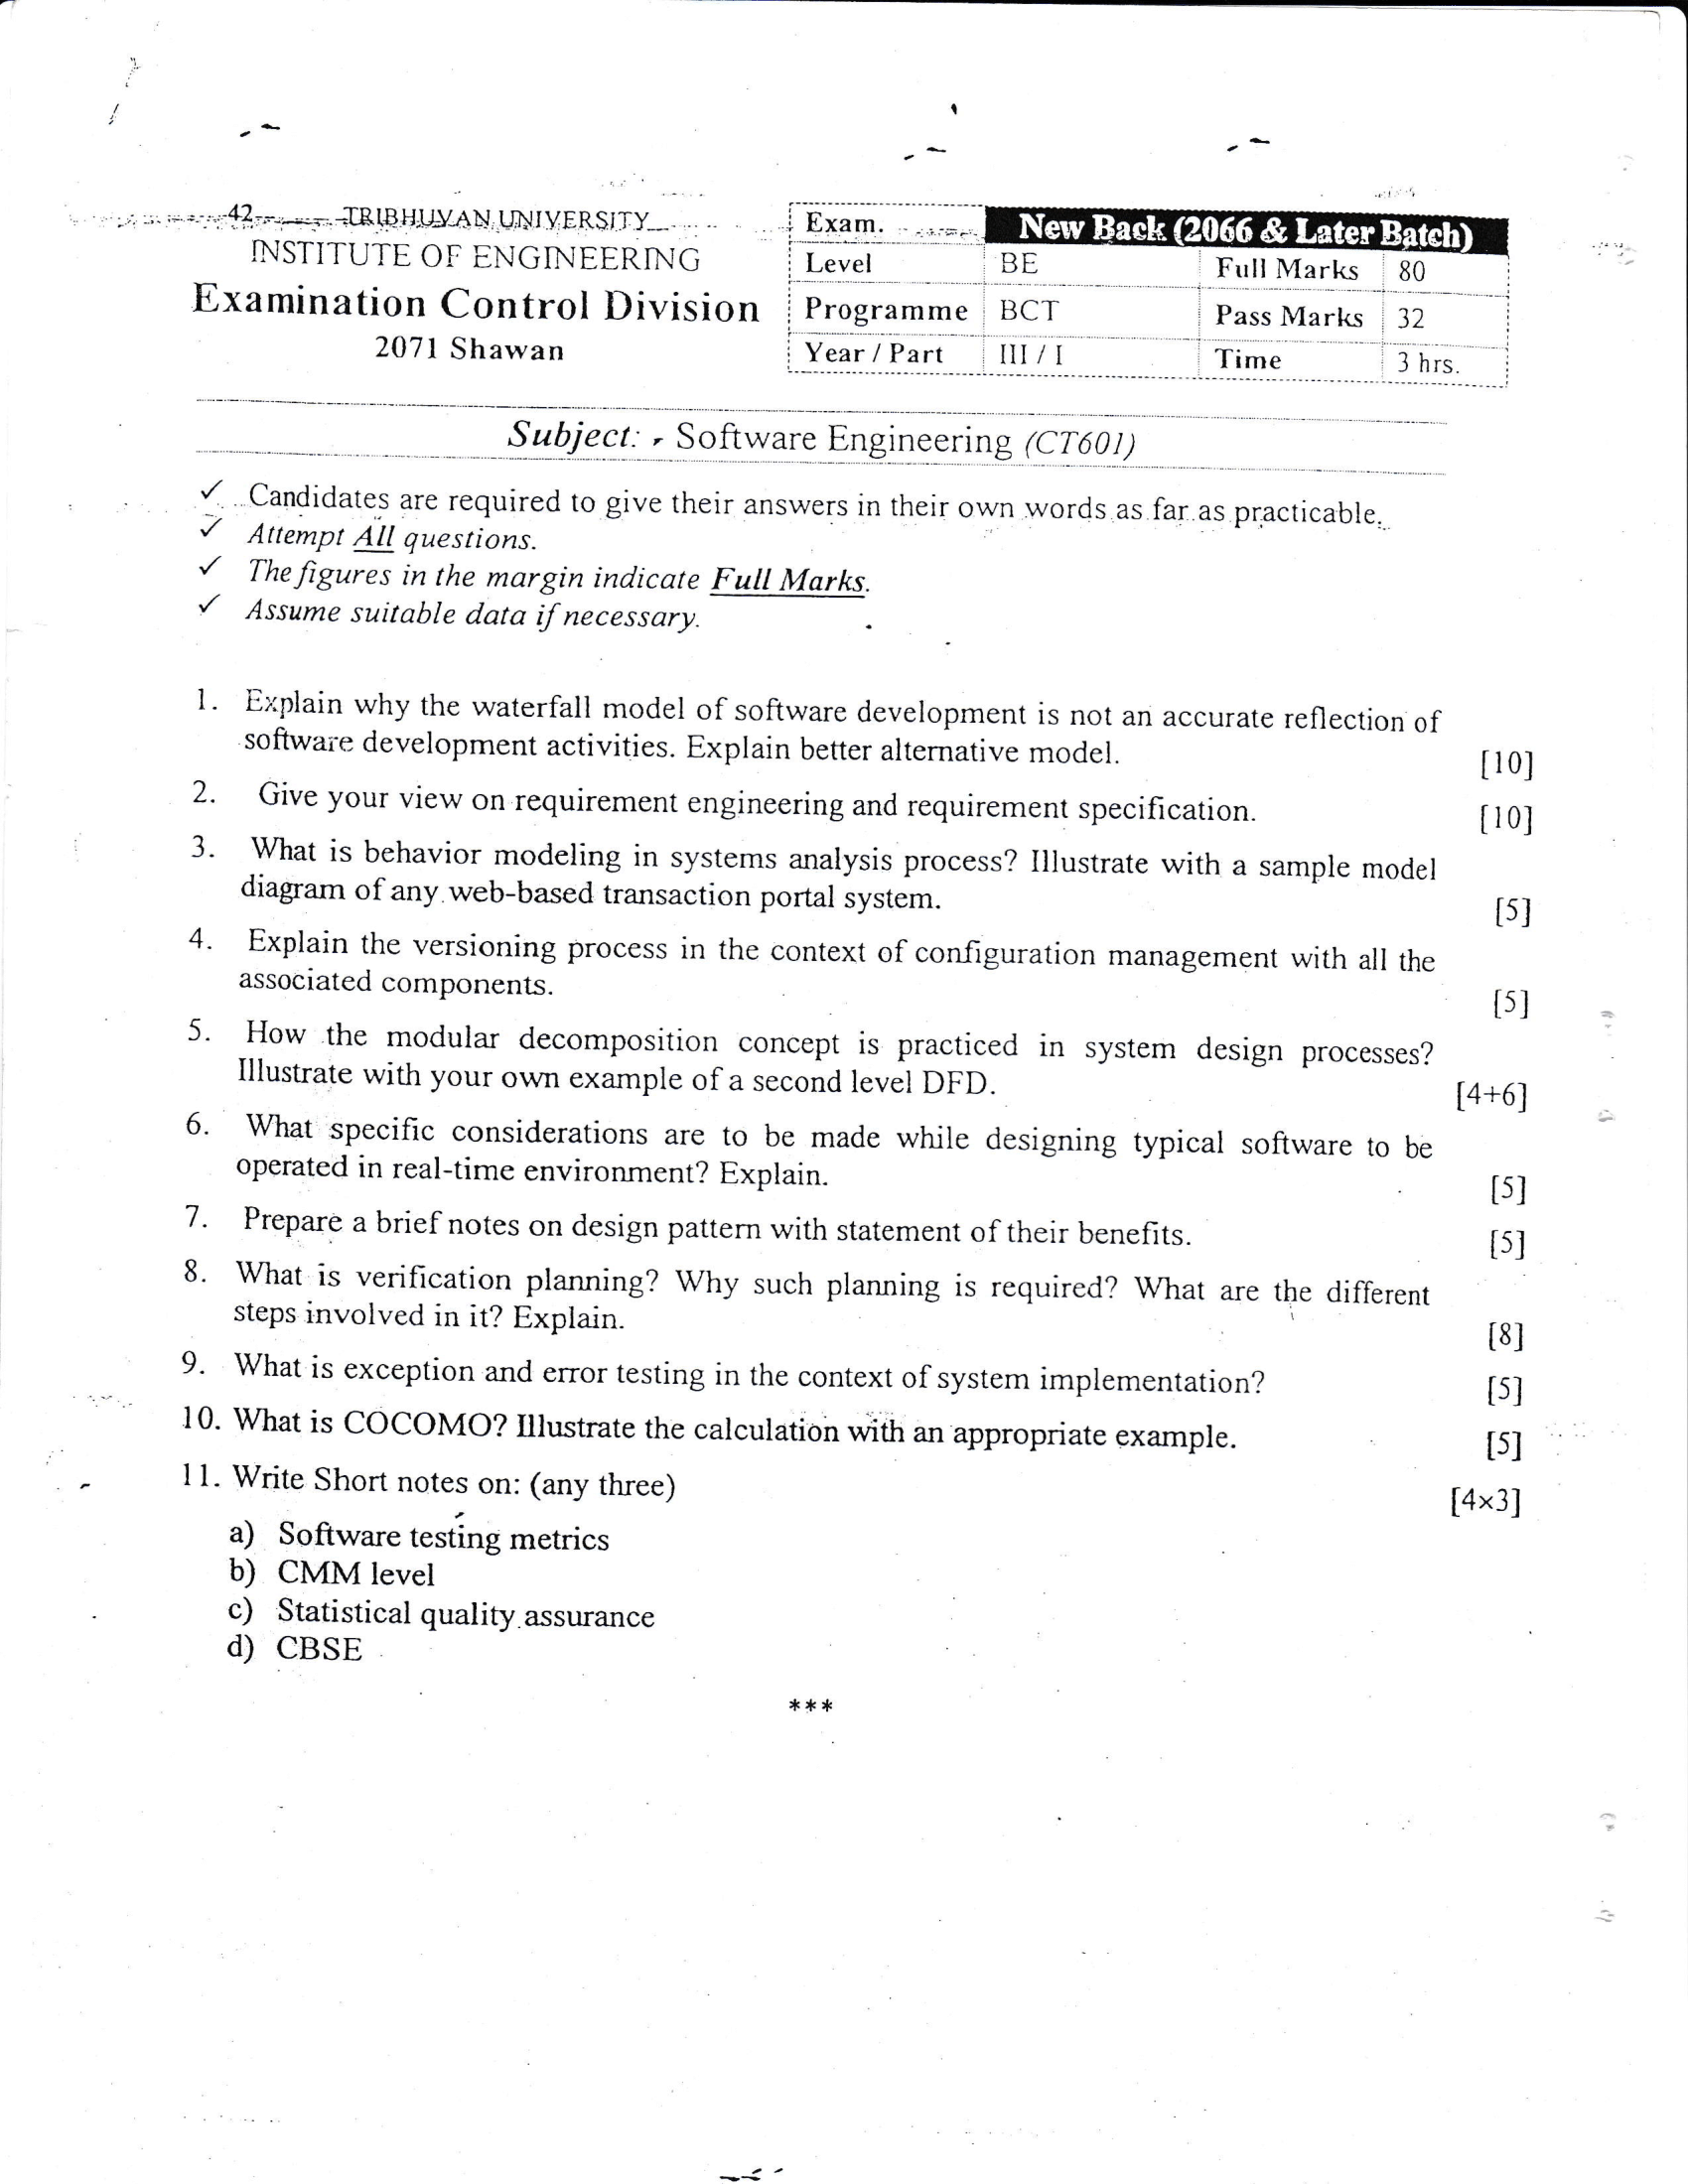 42 TRIBHUVAN UNIVERSITY
INSTITUTE OF ENGINEERING
Examination Control Division
2071 Shawan
Exam. New Back (2066 & Later Batch)
Level BE Full Marks 80
Programme BCT Pass Marks 32
Year / Part III / I Time 3 hrs.
Subject: - Software Engineering (CT601)
✓ Candidates are required to give their answers in their own words as far as practicable.
✓ Attempt All questions.
✓ The figures in the margin indicate Full Marks.
✓ Assume suitable data if necessary.
1. Explain why the waterfall model of software development is not an accurate reflection of
software development activities. Explain better alternative model. [10]
2. Give your view on requirement engineering and requirement specification. [10]
3. What is behavior modeling in systems analysis process? Illustrate with a sample model
diagram of any web-based transaction portal system. [5]
4. Explain the versioning process in the context of configuration management with all the
associated components. [5]
5. How the modular decomposition concept is practiced in system design processes?
Illustrate with your own example of a second level DFD. [4+6]
6. What specific considerations are to be made while designing typical software to be
operated in real-time environment? Explain. [5]
7. Prepare a brief notes on design pattern with statement of their benefits. [5]
8. What is verification planning? Why such planning is required? What are the different
steps involved in it? Explain. [8]
9. What is exception and error testing in the context of system implementation? [5]
10. What is COCOMO? Illustrate the calculation with an appropriate example. [5]
11. Write Short notes on: (any three) [4×3]
a) Software testing metrics
b) CMM level
c) Statistical quality assurance
d) CBSE
***